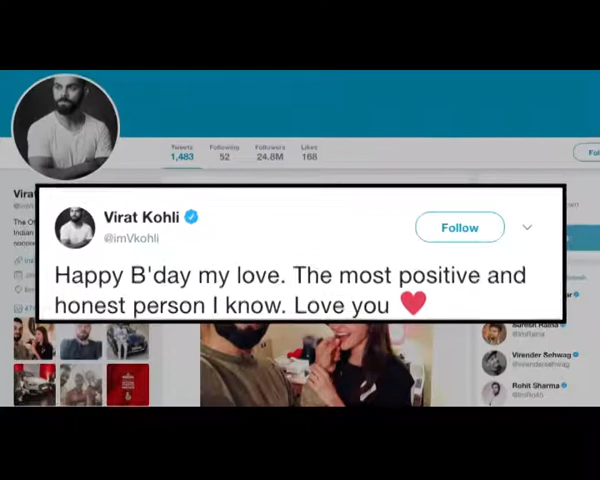 Tweets Following Followers Likes
1,483 52 24.8M 168
Virat Kohli
@imVkohli
Follow
Happy B'day my love. The most positive and
honest person I know. Love you ❤
Suresh Raina
Virender Sehwag
@virendersehwag
Rohit Sharma